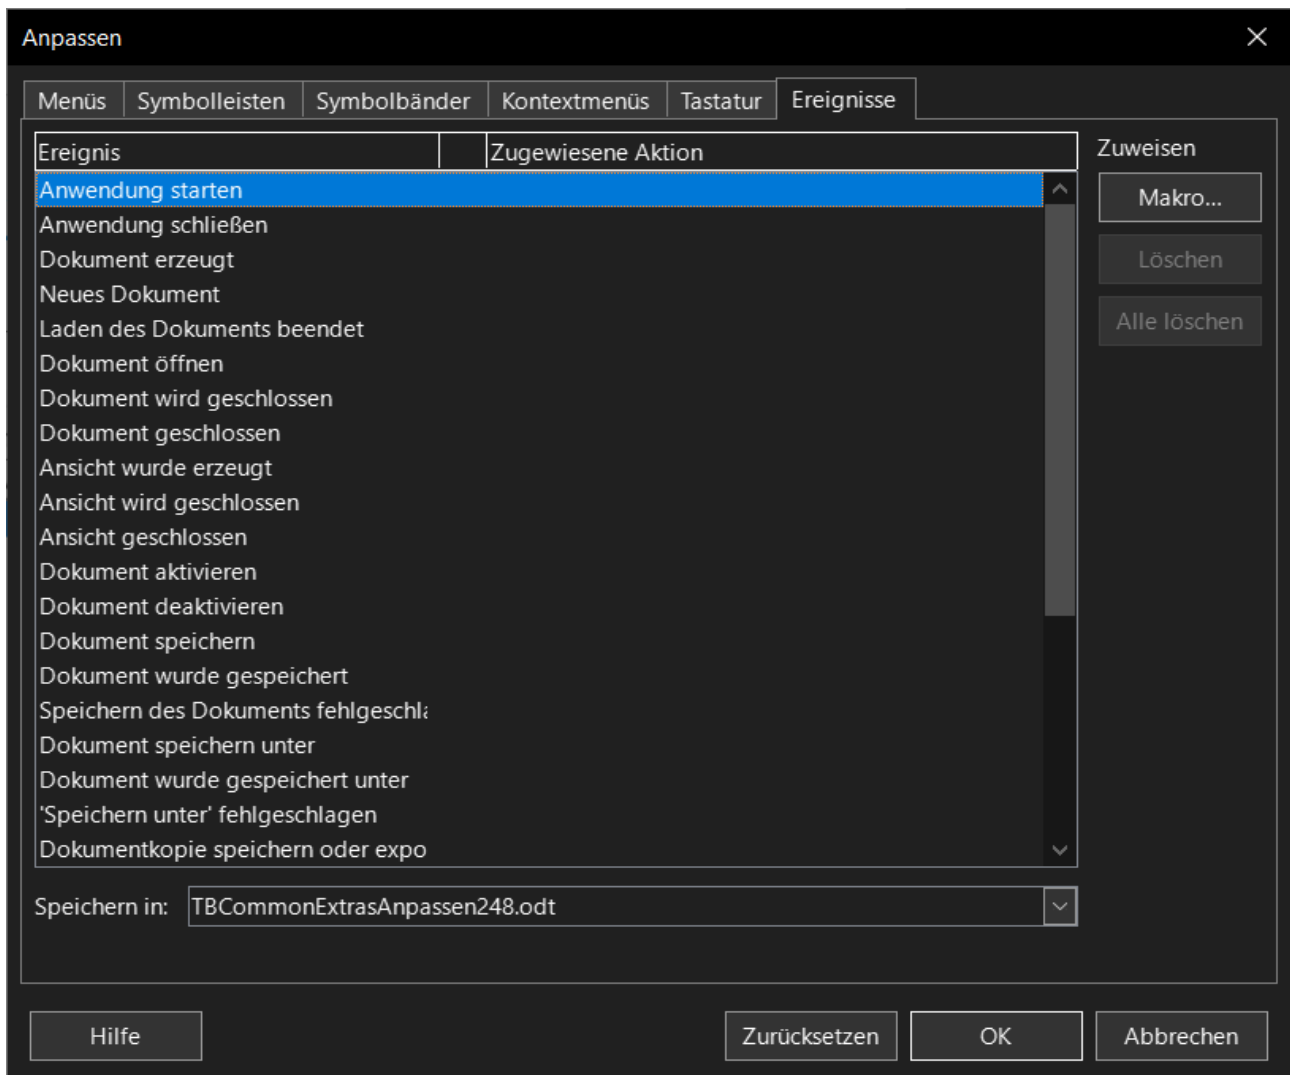 Anpassen
Menüs Symbolleisten Symbolbänder Kontextmenüs Tastatur Ereignisse
Ereignis Zugewiesene Aktion
Anwendung starten
Anwendung schließen
Dokument erzeugt
Neues Dokument
Laden des Dokuments beendet
Dokument öffnen
Dokument wird geschlossen
Dokument geschlossen
Ansicht wurde erzeugt
Ansicht wird geschlossen
Ansicht geschlossen
Dokument aktivieren
Dokument deaktivieren
Dokument speichern
Dokument wurde gespeichert
Speichern des Dokuments fehlgeschla
Dokument speichern unter
Dokument wurde gespeichert unter
'Speichern unter' fehlgeschlagen
Dokumentkopie speichern oder expo
Zuweisen
Makro...
Löschen
Alle löschen
Speichern in: TBCommonExtrasAnpassen248.odt
Hilfe Zurücksetzen OK Abbrechen